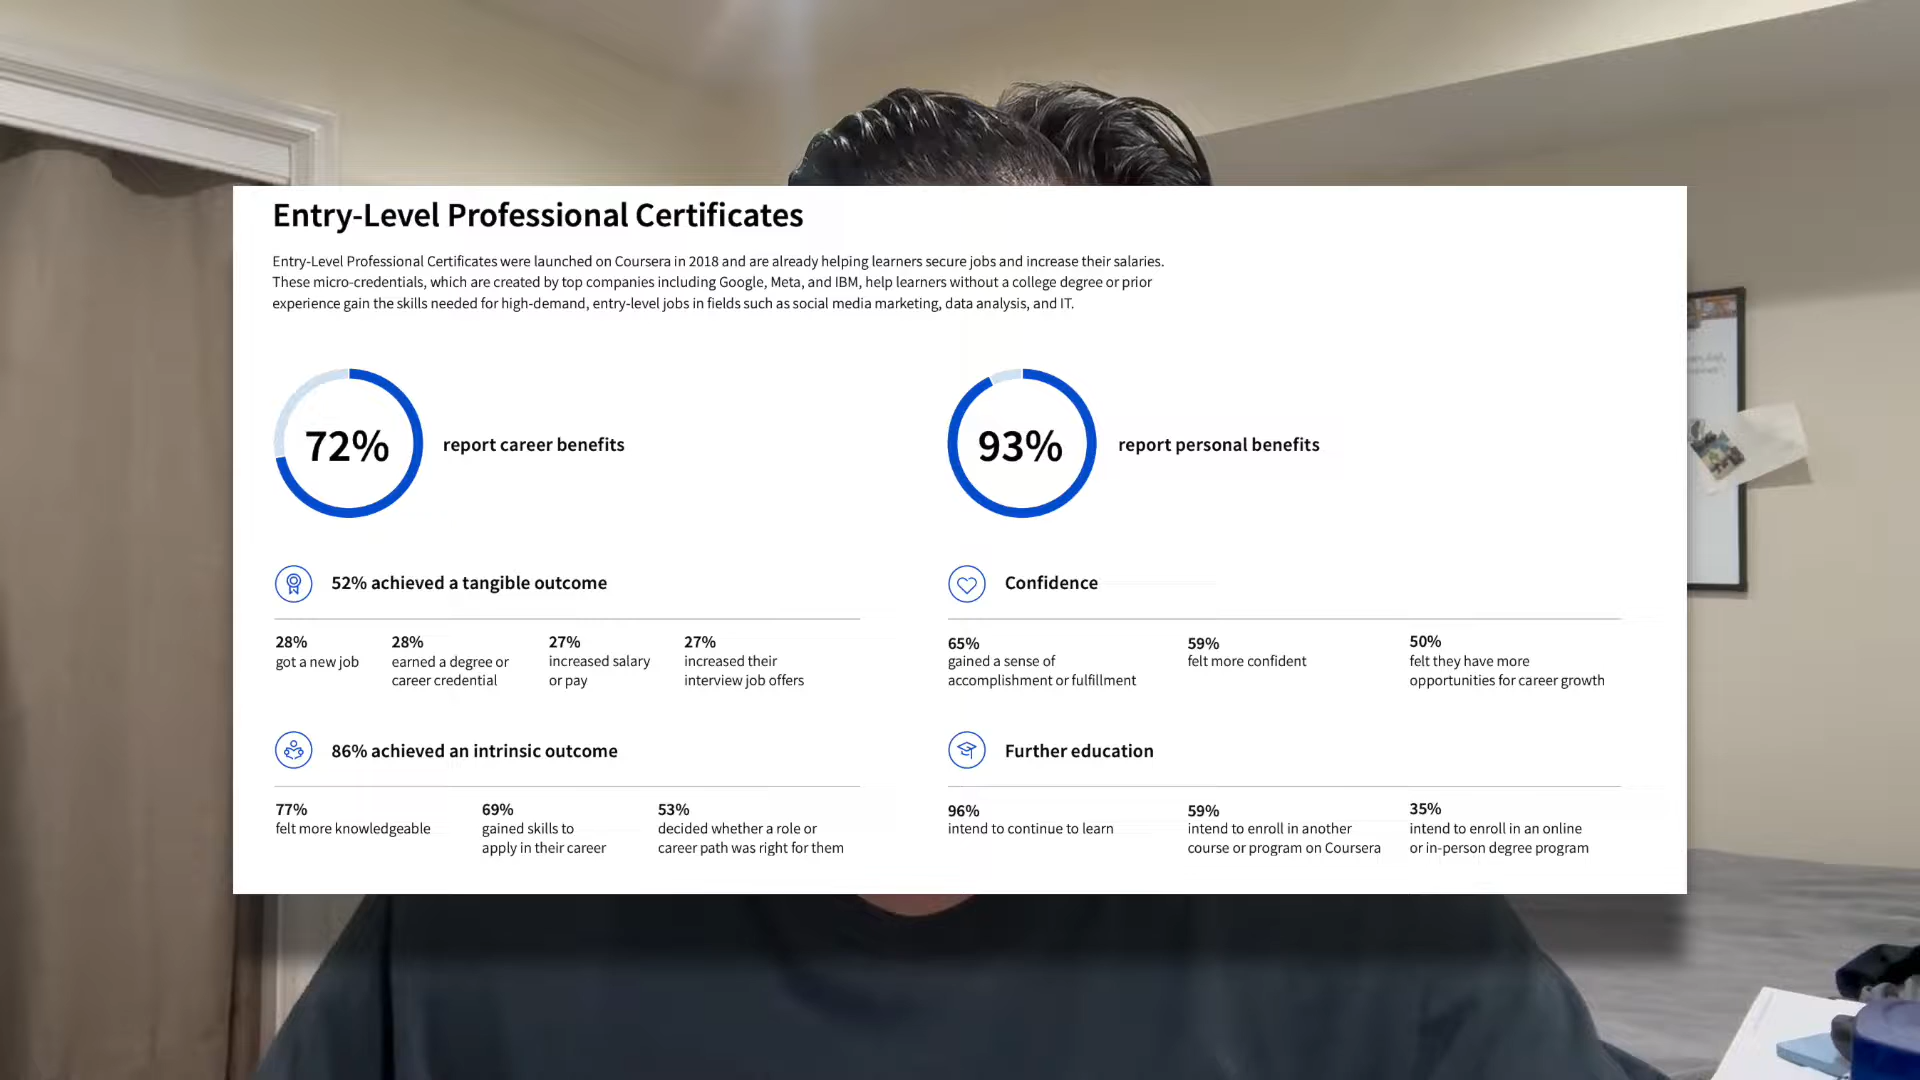 Entry-Level Professional Certificates
Entry-Level Professional Certificates were launched on Coursera in 2018 and are already helping learners secure jobs and increase their salaries.
These micro-credentials, which are created by top companies including Google, Meta, and IBM, help learners without a college degree or prior
experience gain the skills needed for high-demand, entry-level jobs in fields such as social media marketing, data analysis, and IT.
72%
report career benefits
52% achieved a tangible outcome
28%
got a new job
28%
earned a degree or
career credential
27%
increased salary
or pay
27%
increased their
interview job offers
86% achieved an intrinsic outcome
77%
felt more knowledgeable
69%
gained skills to
apply in their career
53%
decided whether a role or
career path was right for them
93%
report personal benefits
Confidence
65%
gained a sense of
accomplishment or fulfillment
59%
felt more confident
50%
felt they have more
opportunities for career growth
Further education
96%
intend to continue to learn
59%
intend to enroll in another
course or program on Coursera
35%
intend to enroll in an online
or in-person degree program